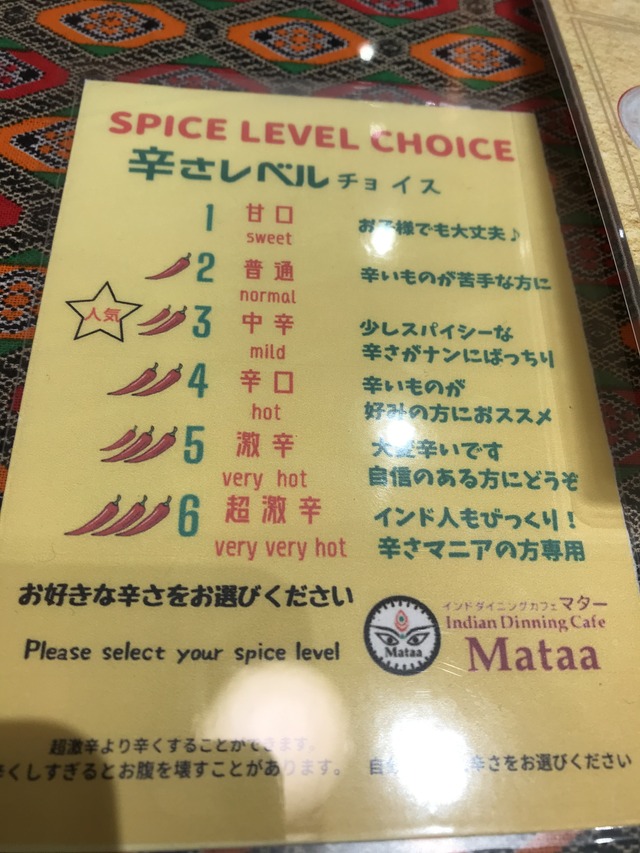 SPICE LEVEL CHOICE
辛さレベルチョイス
1 甘口 お子様でも大丈夫♪
sweet
2 普通 辛いものが苦手な方に
normal
人気 3 中辛 少しスパイシーな
mild 辛さがナンにばっちり
4 辛口 辛いものが
hot 好みの方におススメ
5 激辛 大変辛いです
very hot 自信のある方にどうぞ
6 超激辛 インド人もびっくり!
very very hot 辛さマニアの方専用
お好きな辛さをお選びください
Please select your spice level
インドダイニングカフェマター
Indian Dinning Cafe
Mataa
Mataa
超激辛より辛くすることができます。
辛くしすぎるとお腹を壊すことがあります。 辛さをお選びください